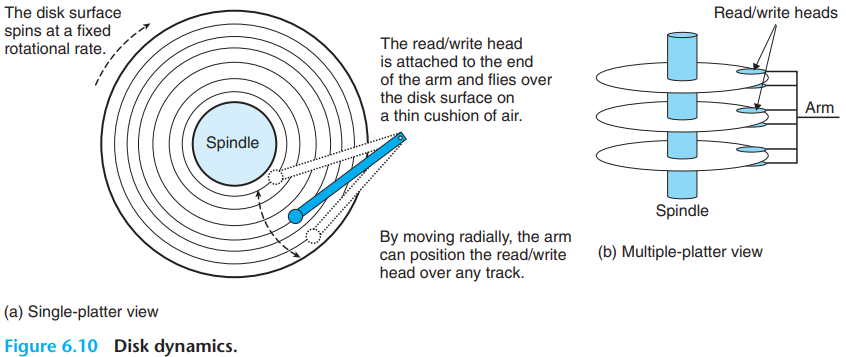 The disk surface
spins at a fixed
rotational rate.
Spindle
The read/write head
is attached to the end
of the arm and flies over
the disk surface on
a thin cushion of air.
By moving radially, the arm
can position the read/write
head over any track.
(a) Single-platter view
Read/write heads
Arm
Spindle
(b) Multiple-platter view
Figure 6.10 Disk dynamics.